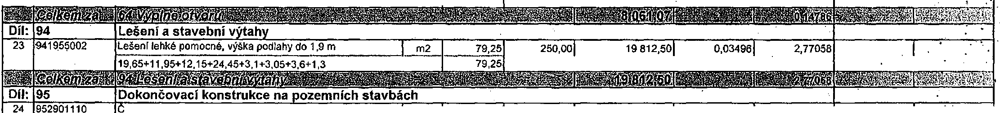 Celkem za 64 Výplně otvorů 8 061,07 0,14786
Díl: 94 Lešení a stavební výtahy
23 941955002 Lešení lehké pomocné, výška podlahy do 1,9 m m2 79,25 250,00 19 812,50 0,03496 2,77058
19,65+11,95+12,15+24,45+3,1+3,05+3,6+1,3 79,25
Celkem za 94 Lešení a stavební výtahy 19 812,50 2,77058
Díl: 95 Dokončovací konstrukce na pozemních stavbách
24 952901110 Č